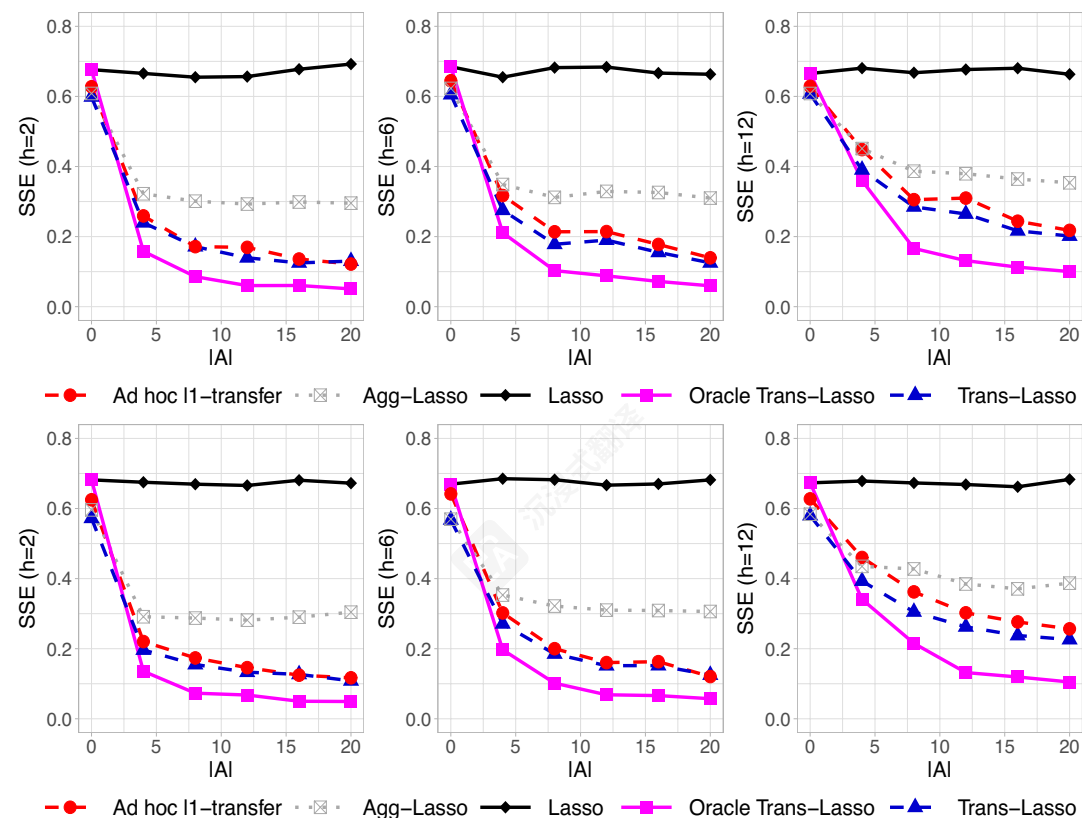 0.8 0.8 0.8
0.6 0.6 0.6
0.4 0.4 0.4
0.2 0.2 0.2
0.0 0.0 0.0
SSE (h=2) SSE (h=6) SSE (h=12)
0 5 10 15 20 0 5 10 15 20 0 5 10 15 20
|A| |A| |A|
Ad hoc l1−transfer Agg−Lasso Lasso Oracle Trans−Lasso Trans−Lasso
0.8 0.8 0.8
0.6 0.6 0.6
0.4 0.4 0.4
0.2 0.2 0.2
0.0 0.0 0.0
SSE (h=2) SSE (h=6) SSE (h=12)
沉浸式翻译
0 5 10 15 20 0 5 10 15 20 0 5 10 15 20
|A| |A| |A|
Ad hoc l1−transfer Agg−Lasso Lasso Oracle Trans−Lasso Trans−Lasso